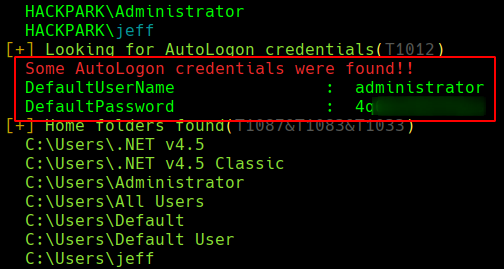 HACKPARK\Administrator
HACKPARK\jeff
[+] Looking for AutoLogon credentials(T1012)
Some AutoLogon credentials were found!!
DefaultUserName : administrator
DefaultPassword : 4q
[+] Home folders found(T1087&T1083&T1033)
C:\Users\.NET v4.5
C:\Users\.NET v4.5 Classic
C:\Users\Administrator
C:\Users\All Users
C:\Users\Default
C:\Users\Default User
C:\Users\jeff